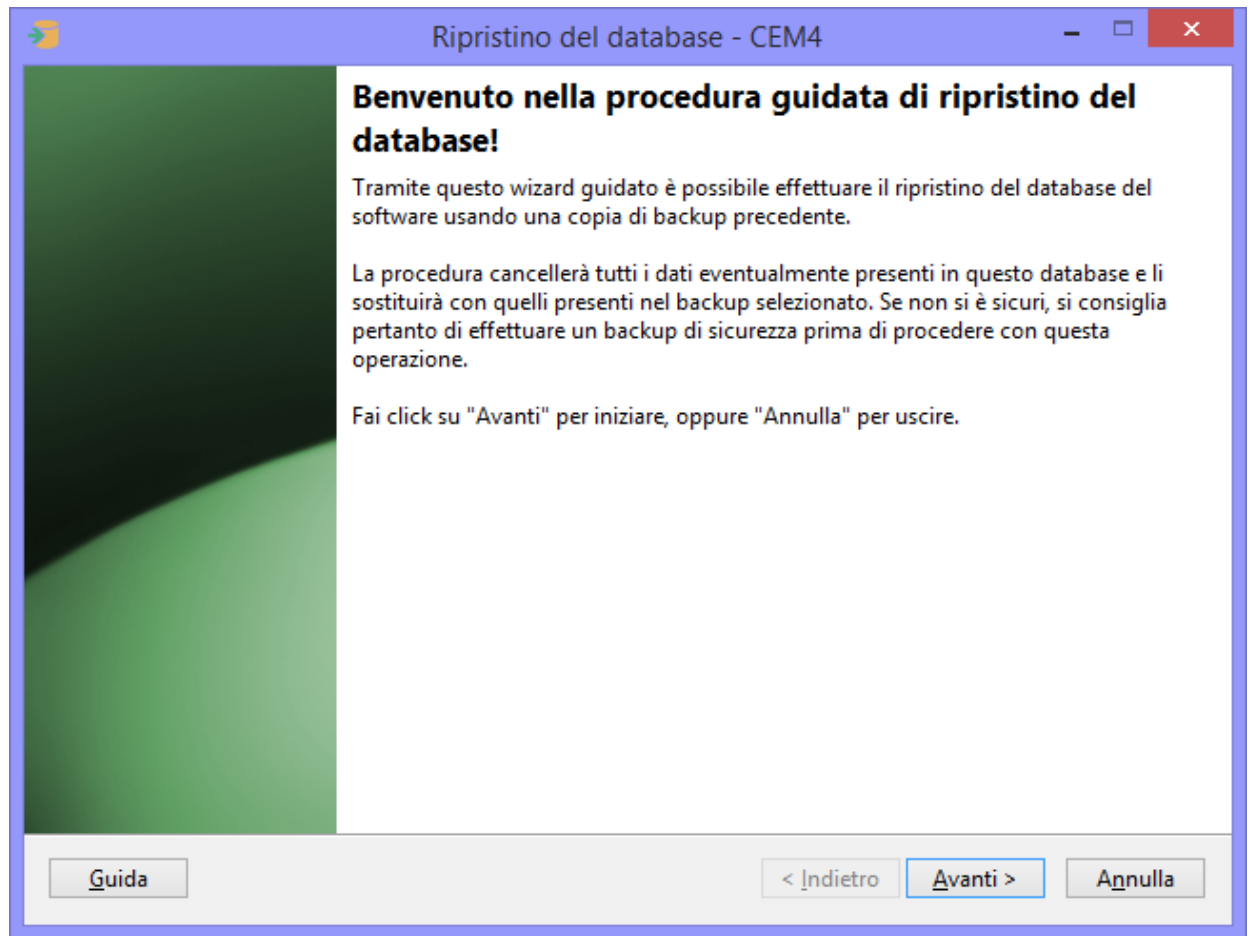 Ripristino del database - CEM4
Benvenuto nella procedura guidata di ripristino del
database!
Tramite questo wizard guidato è possibile effettuare il ripristino del database del
software usando una copia di backup precedente.
La procedura cancellerà tutti i dati eventualmente presenti in questo database e li
sostituirà con quelli presenti nel backup selezionato. Se non si è sicuri, si consiglia
pertanto di effettuare un backup di sicurezza prima di procedere con questa
operazione.
Fai click su "Avanti" per iniziare, oppure "Annulla" per uscire.
Guida < Indietro Avanti > Annulla